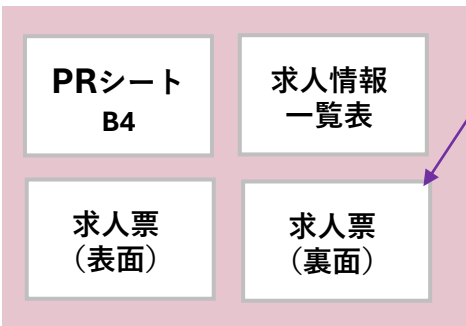 PRシート
B4
求人情報
一覧表
求人票
（表面）
求人票
（裏面）